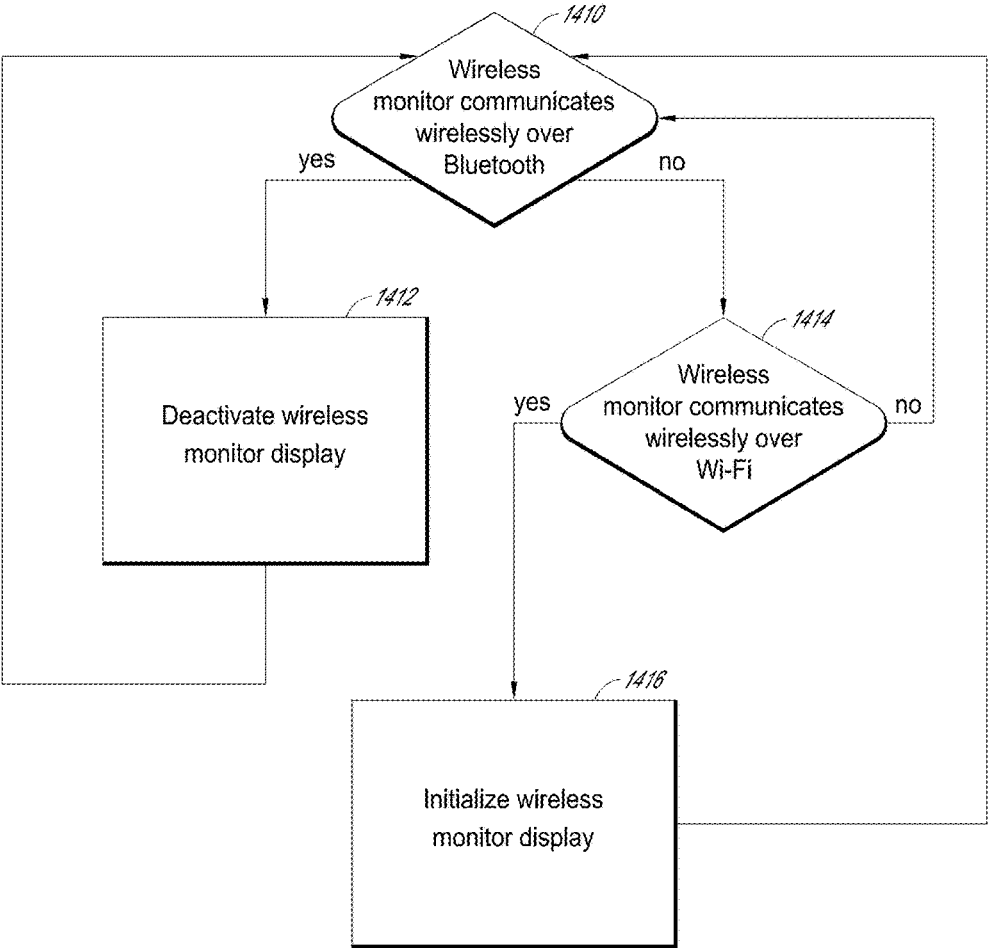 1410
Wireless
monitor communicates
wirelessly over
Bluetooth
yes
no
1412
Deactivate wireless
monitor display
1414
Wireless
monitor communicates
wirelessly over
Wi-Fi
yes
no
1416
Initialize wireless
monitor display